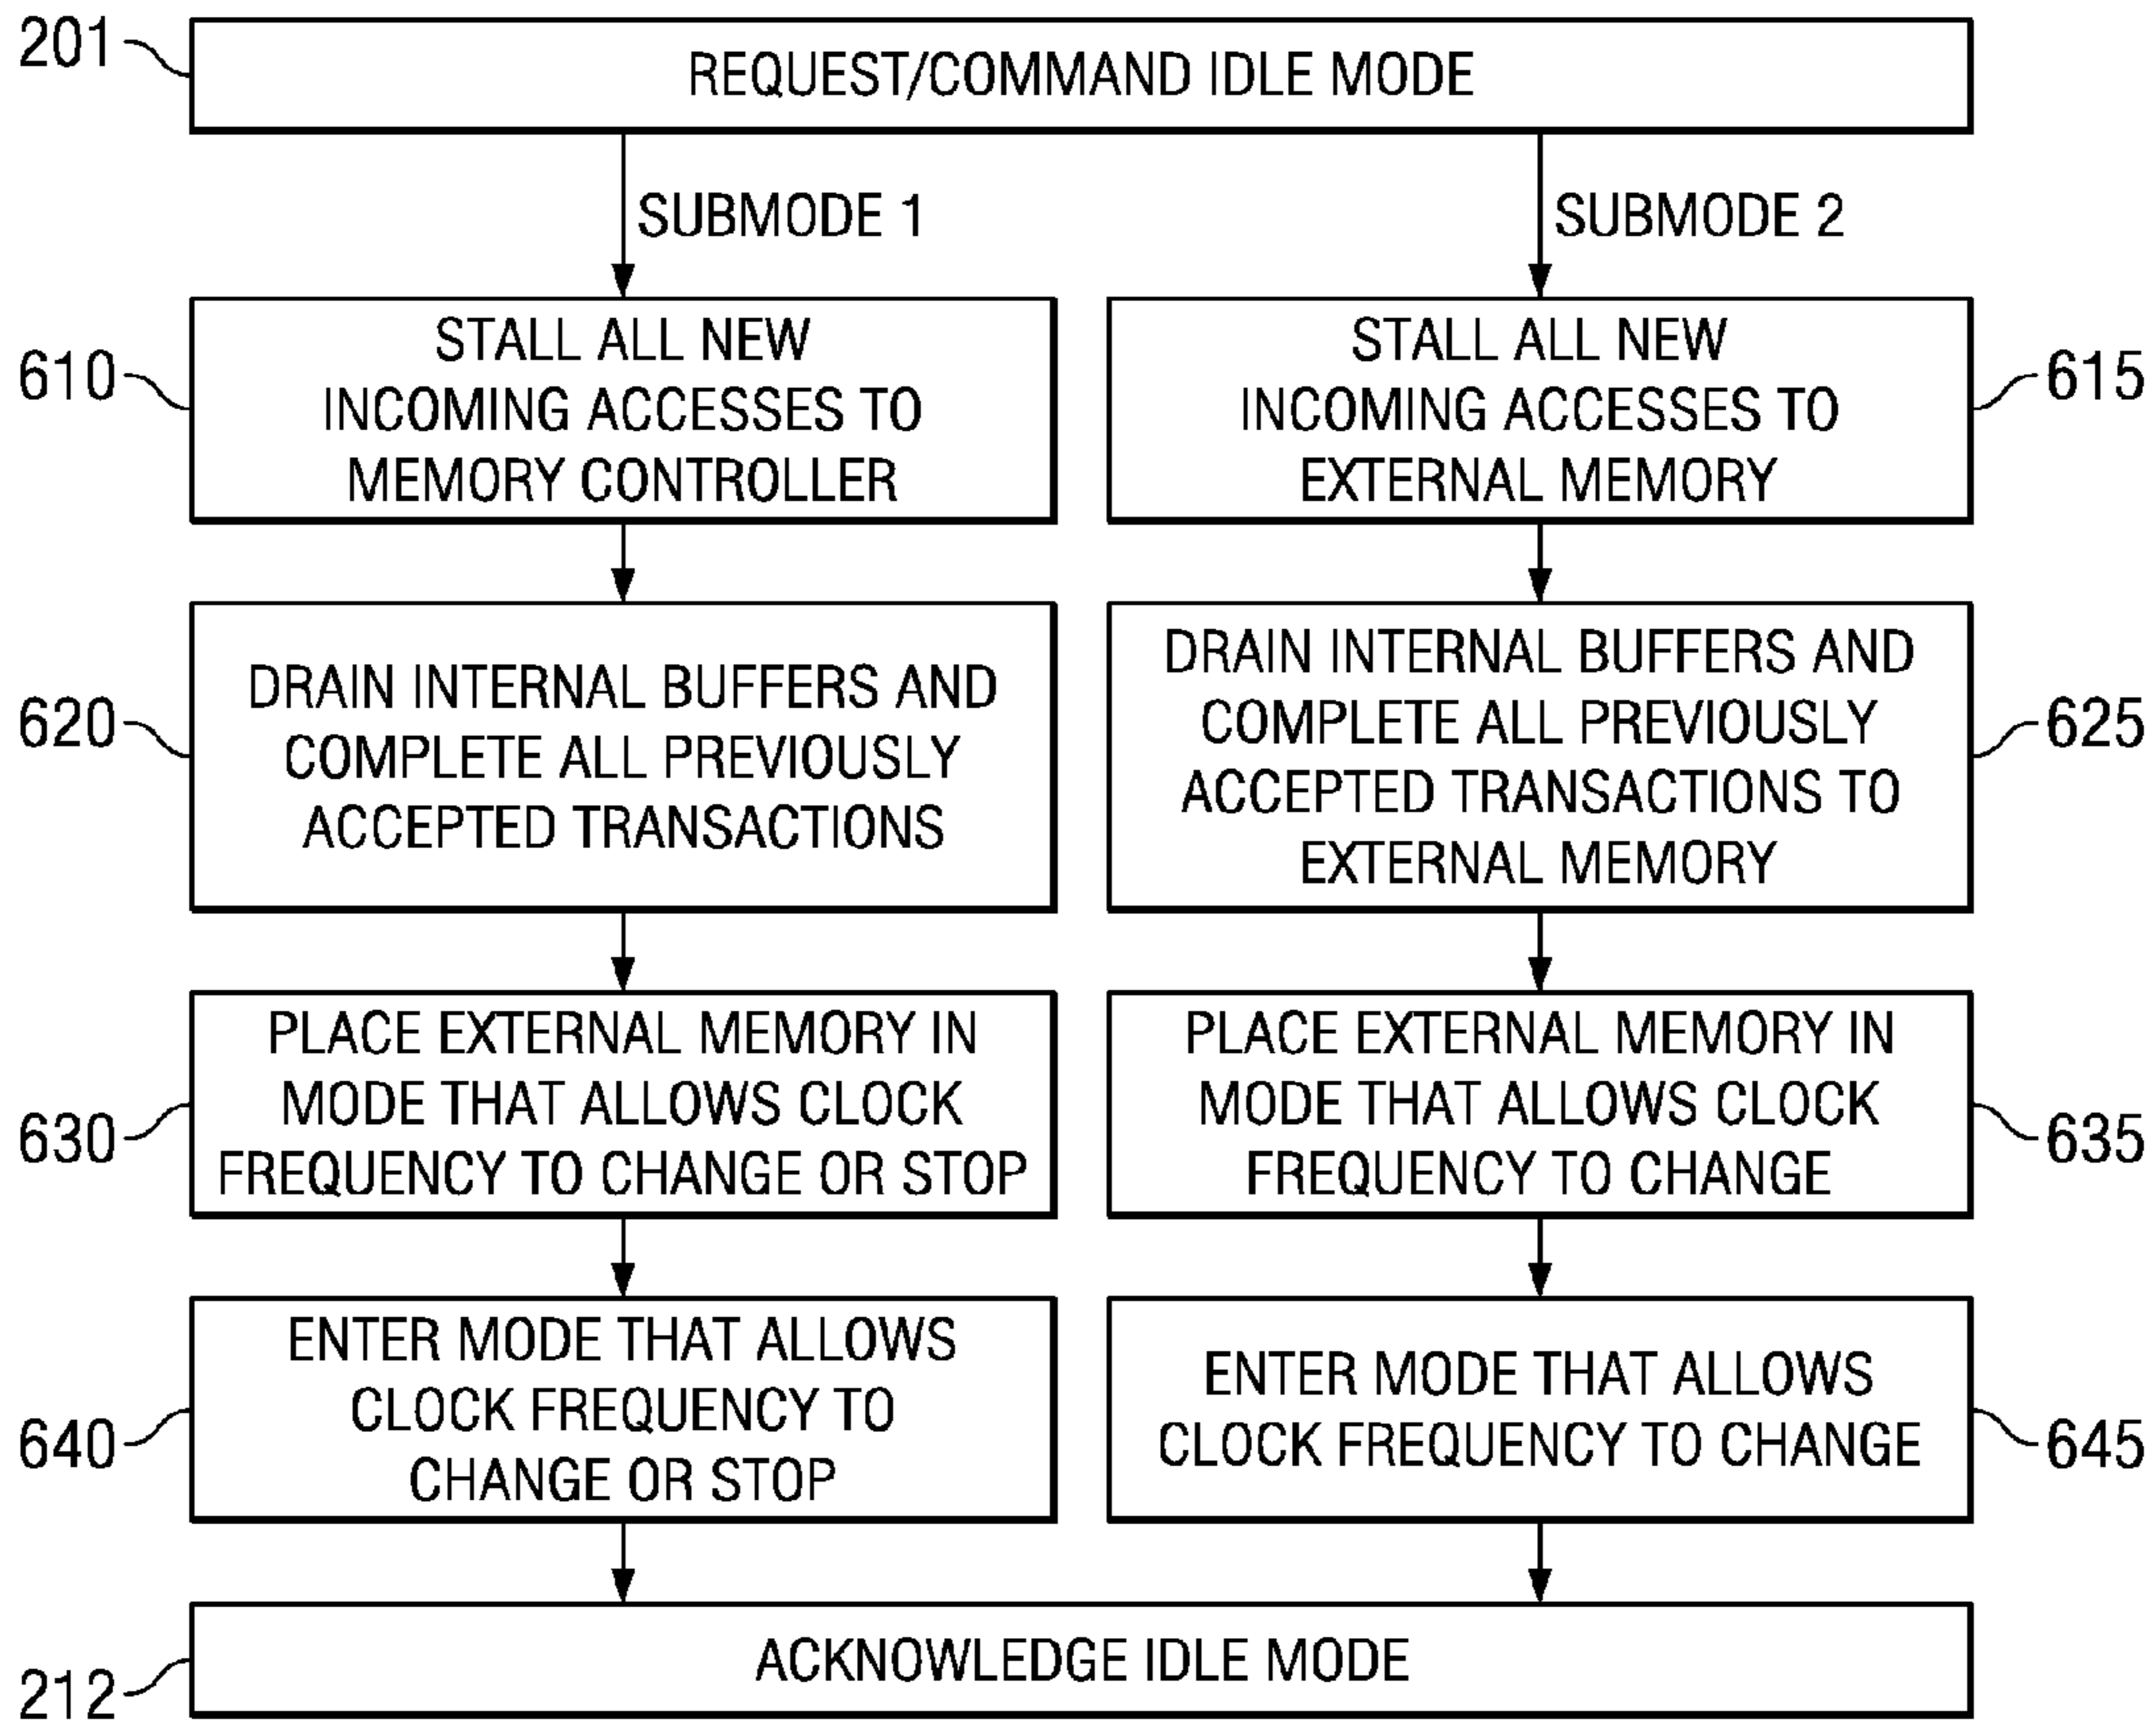 201
REQUEST/COMMAND IDLE MODE
SUBMODE 1
SUBMODE 2
610
STALL ALL NEW
INCOMING ACCESSES TO
MEMORY CONTROLLER
STALL ALL NEW
INCOMING ACCESSES TO
EXTERNAL MEMORY
615
620
DRAIN INTERNAL BUFFERS AND
COMPLETE ALL PREVIOUSLY
ACCEPTED TRANSACTIONS
DRAIN INTERNAL BUFFERS AND
COMPLETE ALL PREVIOUSLY
ACCEPTED TRANSACTIONS TO
EXTERNAL MEMORY
625
630
PLACE EXTERNAL MEMORY IN
MODE THAT ALLOWS CLOCK
FREQUENCY TO CHANGE OR STOP
PLACE EXTERNAL MEMORY IN
MODE THAT ALLOWS CLOCK
FREQUENCY TO CHANGE
635
640
ENTER MODE THAT ALLOWS
CLOCK FREQUENCY TO
CHANGE OR STOP
ENTER MODE THAT ALLOWS
CLOCK FREQUENCY TO CHANGE
645
212
ACKNOWLEDGE IDLE MODE